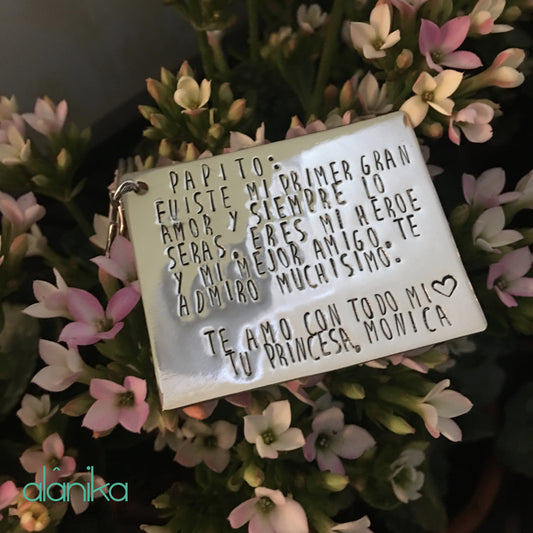 PAPITO:
FUISTE MI PRIMER GRAN
AMOR Y SIEMPRE LO
SERAS. ERES MI HEROE
Y MI MEJOR AMIGO. TE
ADMIRO MUCHISIMO.
TE AMO CON TODO MI♡
TU PRINCESA, MONICA
alânika